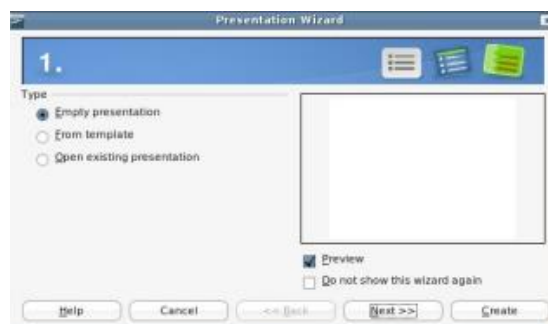 Presentation Wizard
1.
Type
Empty presentation
From template
Open existing presentation
Preview
Do not show this wizard again
Help Cancel << Back Next >> Create